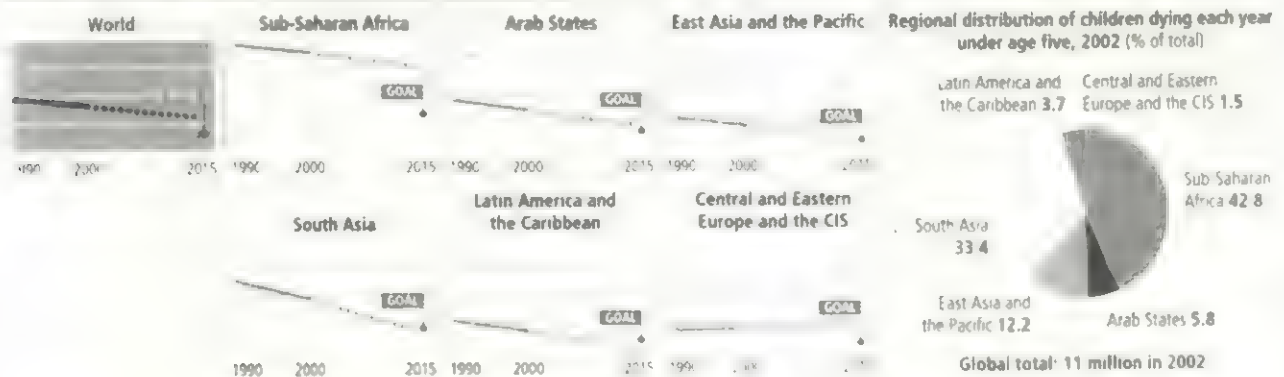 World
2015
Sub-Saharan Africa
GOAL
1990 2000 2015
Arab States
GOAL
1990 2000 2015
East Asia and the Pacific
GOAL
1990 2000
South Asia
GOAL
1990 2000 2015
Latin America and
the Caribbean
GOAL
1990 2000 2015
Central and Eastern
Europe and the CIS
GOAL
Regional distribution of children dying each year
under age five, 2002 (% of total)
Latin America and
the Caribbean 3.7
Central and Eastern
Europe and the CIS 1.5
Sub-Saharan
Africa 42.8
South Asia
33.4
East Asia and
the Pacific 12.2
Arab States 5.8
Global total: 11 million in 2002